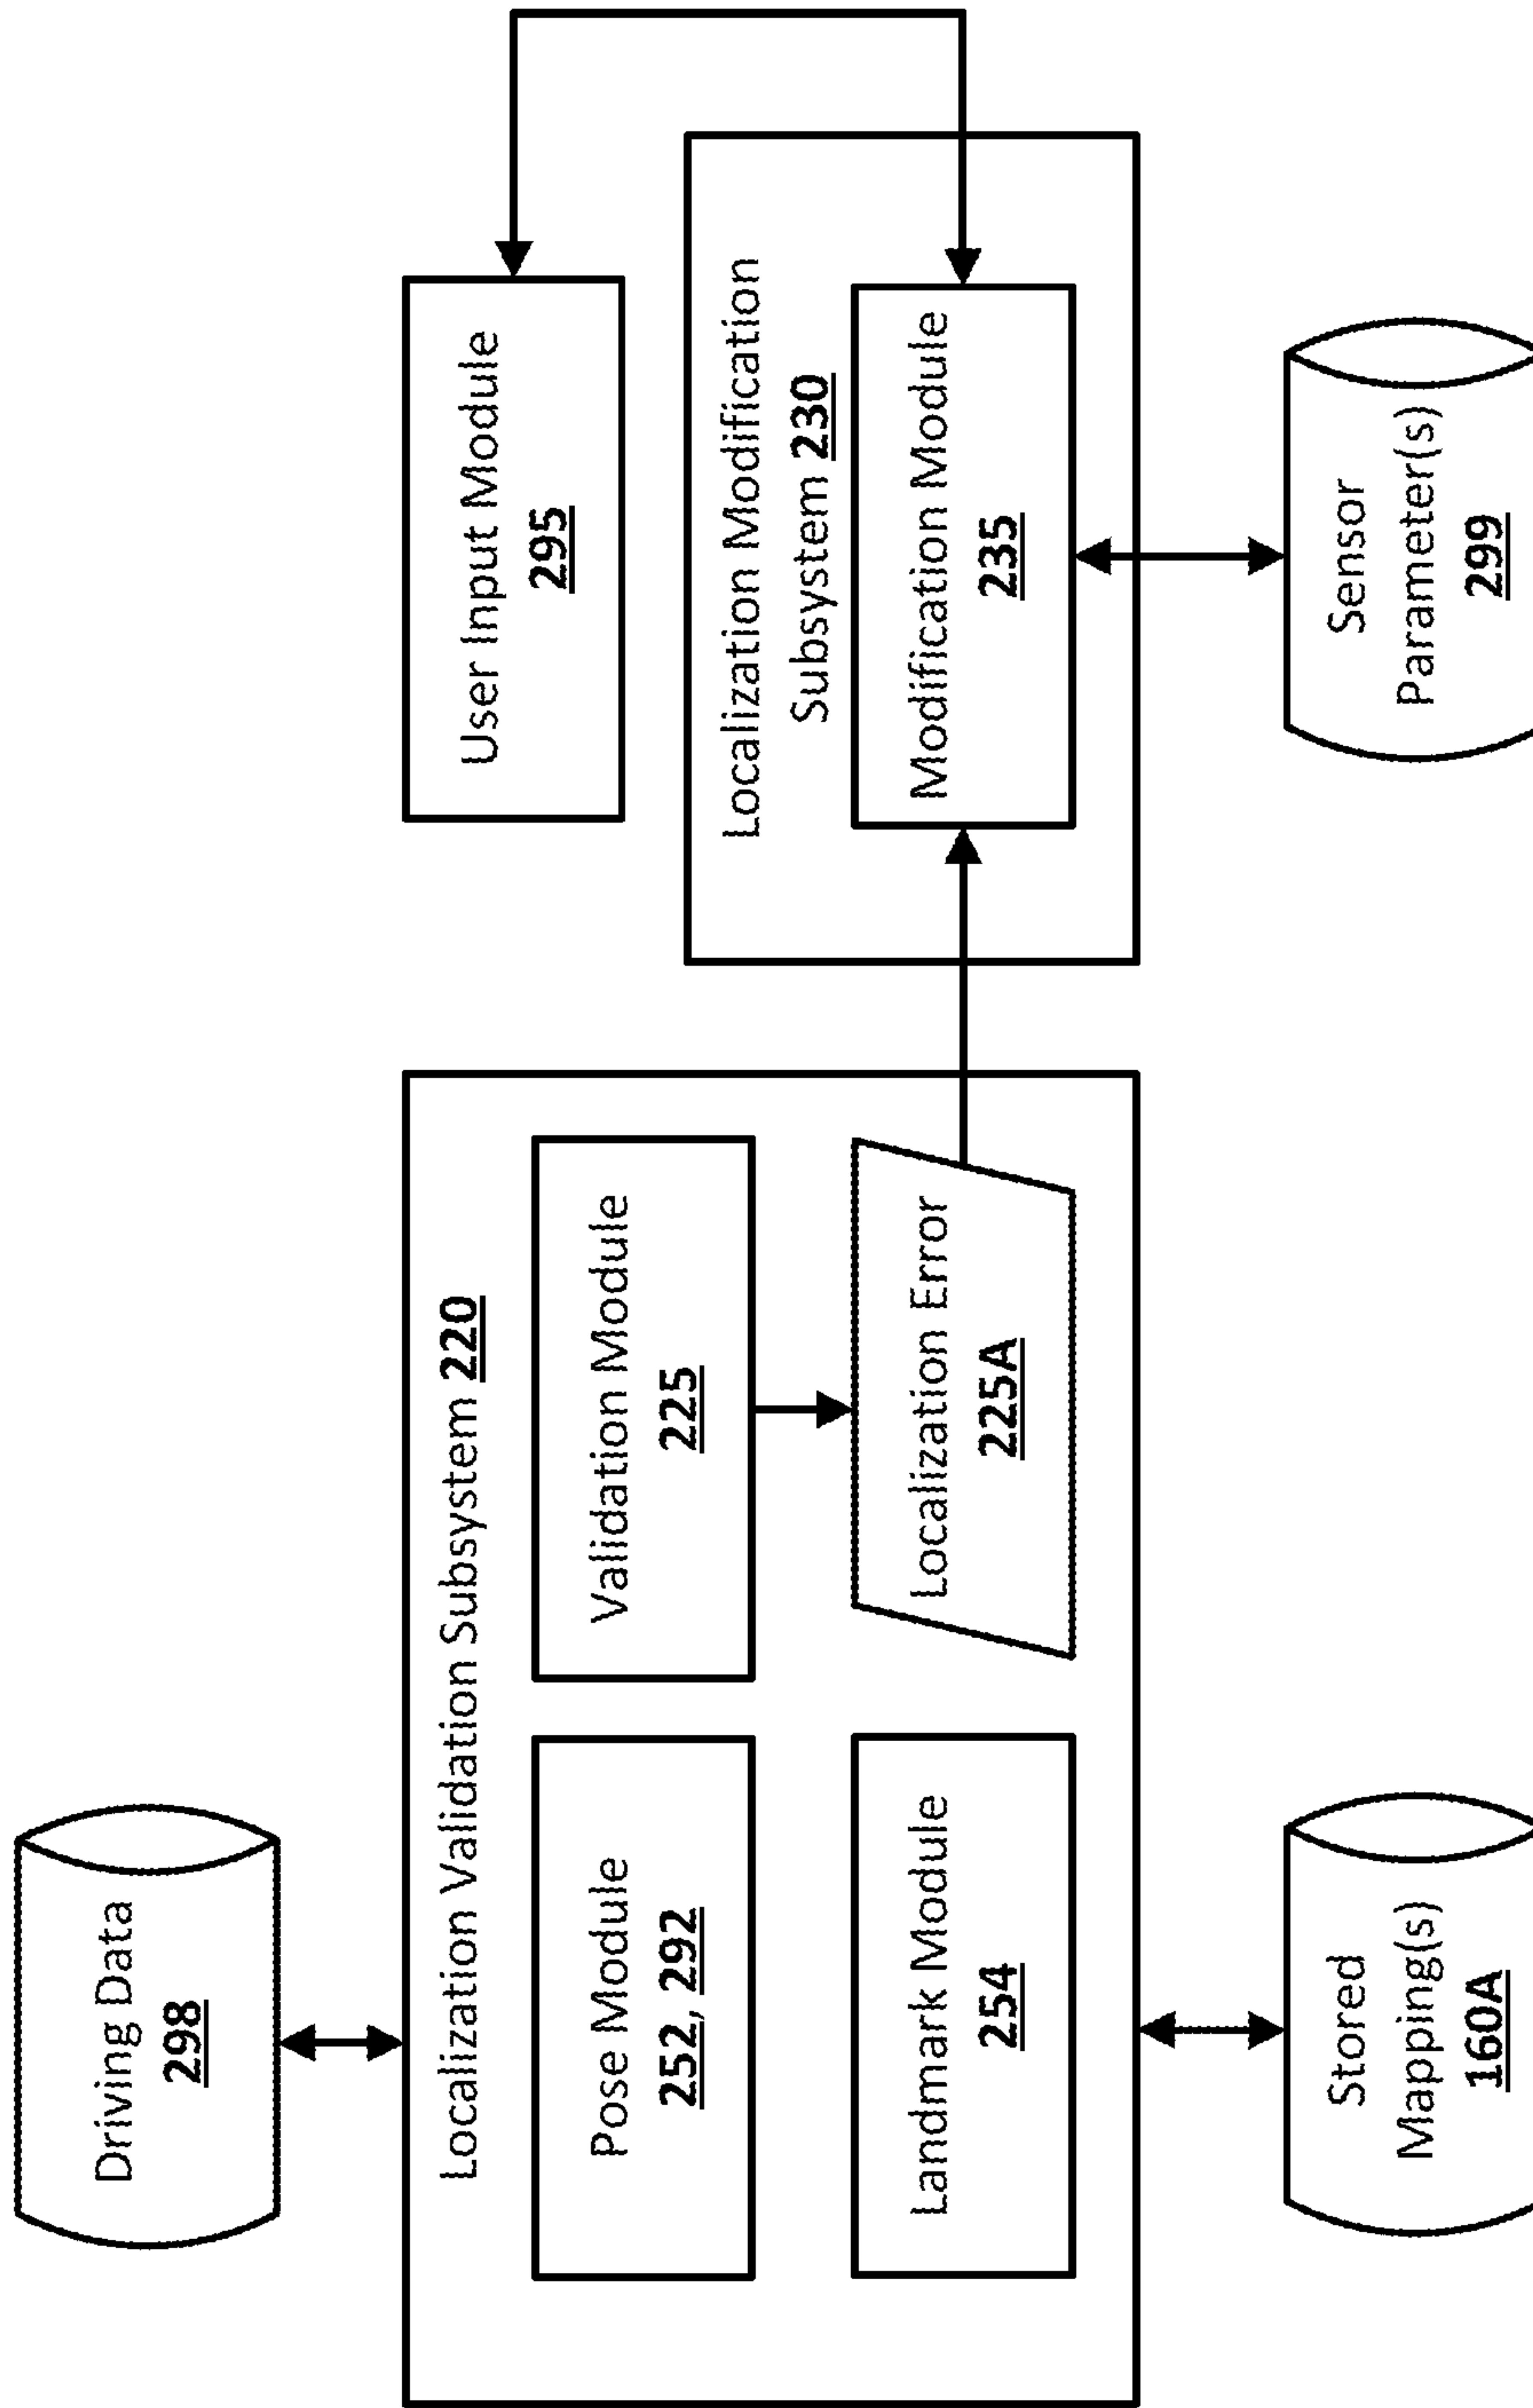 Driving Data
298
Localization Validation Subsystem 220
Pose Module
252, 292
Validation Module
225
Landmark Module
254
Localization Error
225A
Stored
Mapping(s)
160A
User Input Module
295
Localization Modification
Subsystem 230
Modification Module
235
Sensor
Parameter(s)
299